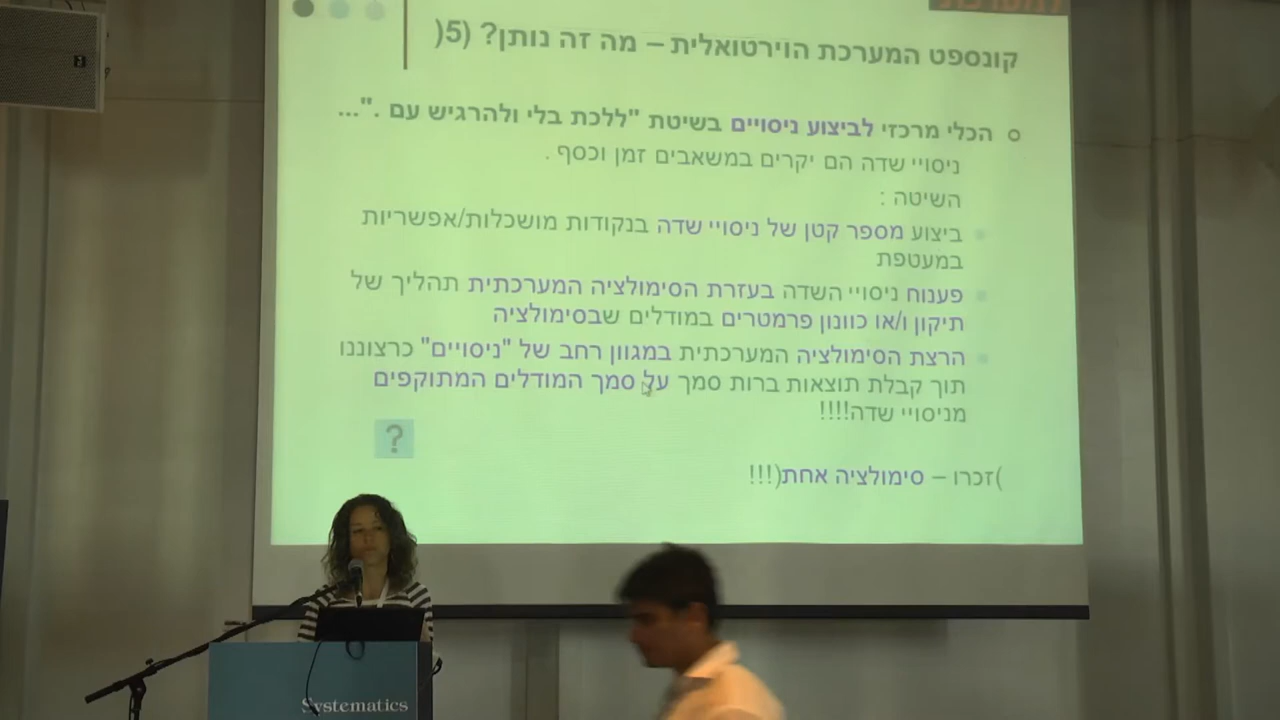 למערכת
קונספט המערכת הוירטואלית – מה זה נותן? (5(
הכלי מרכזי לביצוע ניסויים בשיטת "ללכת בלי ולהרגיש עם ."...
ניסויי שדה הם יקרים במשאבים זמן וכסף .
השיטה :
ביצוע מספר קטן של ניסויי שדה בנקודות מושכלות/אפשריות
במעטפת
פענוח ניסויי השדה בעזרת הסימולציה המערכתית תהליך של
תיקון ו/או כוונון פרמטרים במודלים שבסימולציה
הרצת הסימולציה המערכתית במגוון רחב של "ניסויים" כרצוננו
תוך קבלת תוצאות ברות סמך על סמך המודלים המתוקפים
מניסויי שדה!!!!
?
)זכרו – סימולציה אחת(!!!
Systematics